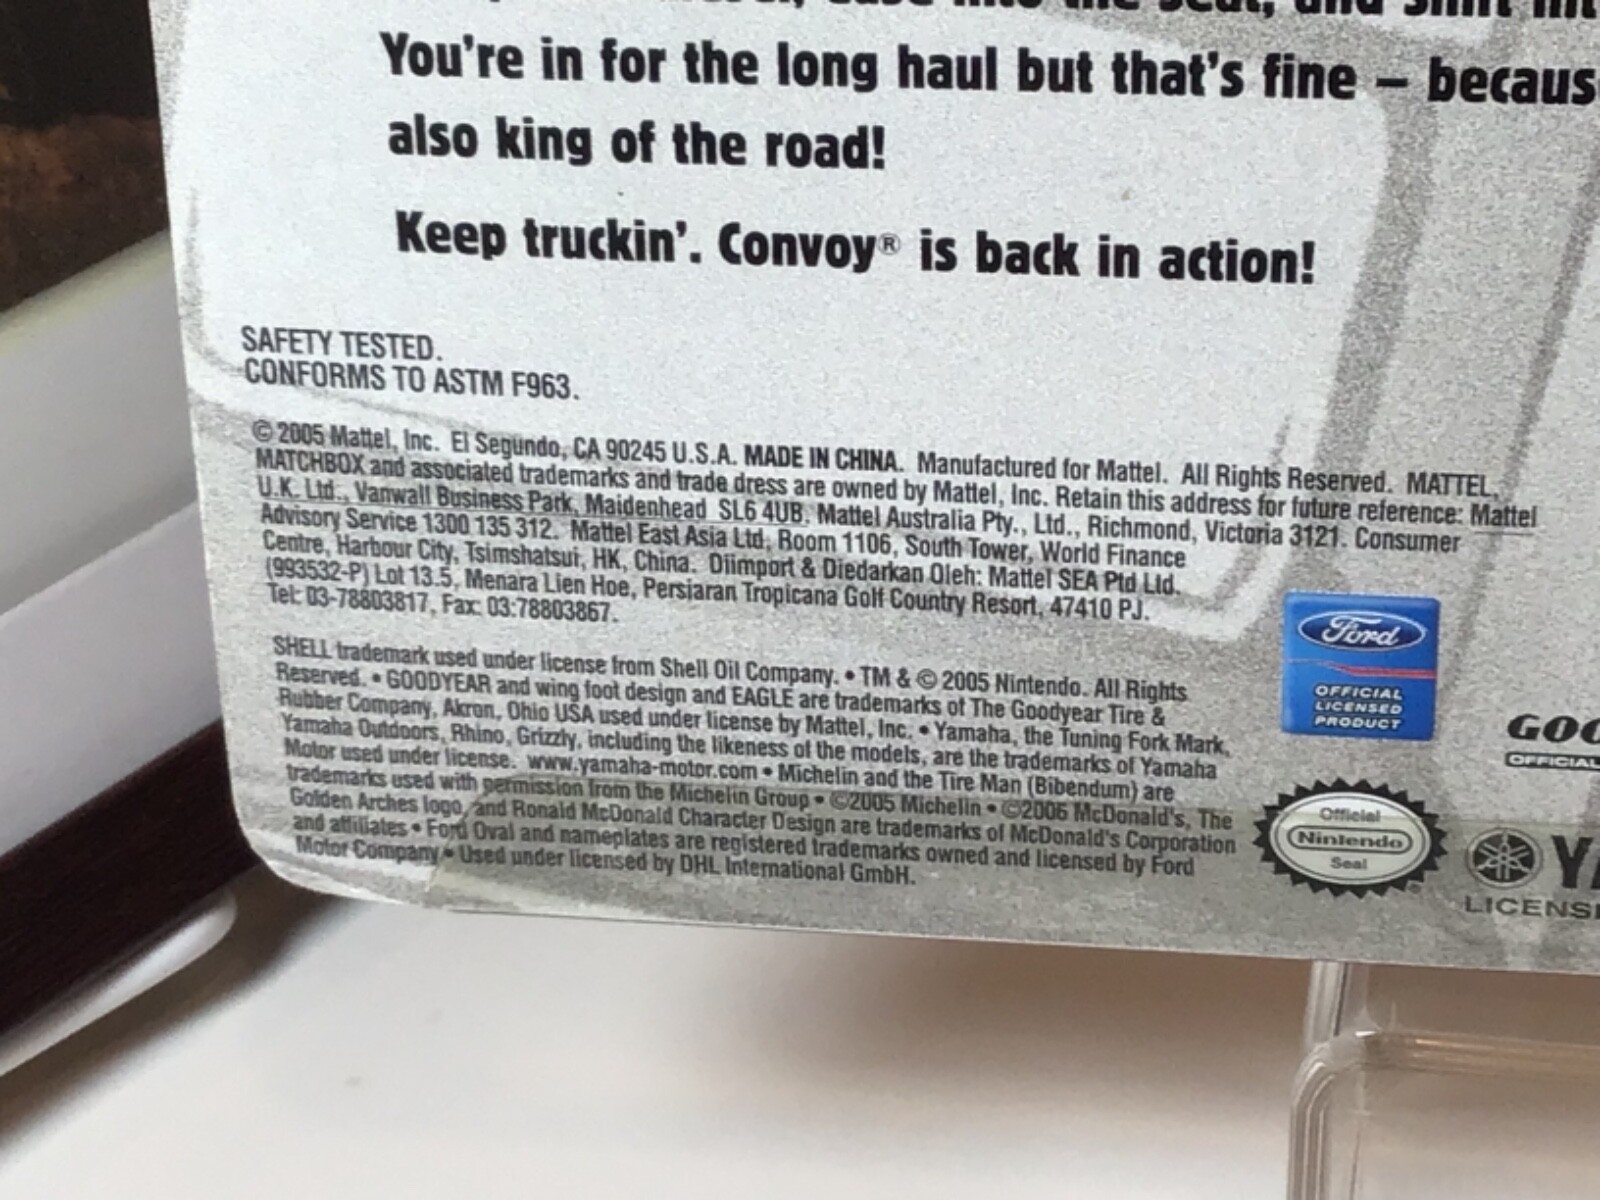 ease into the seat, and shift
You're in for the long haul but that's fine – becaus
also king of the road!
Keep truckin'. Convoy® is back in action!
SAFETY TESTED.
CONFORMS TO ASTM F963.
© 2005 Mattel, Inc. El Segundo, CA 90245 U.S.A. MADE IN CHINA. Manufactured for Mattel. All Rights Reserved. MATTEL,
MATCHBOX and associated trademarks and trade dress are owned by Mattel, Inc. Retain this address for future reference: Mattel
U.K. Ltd., Vanwall Business Park, Maidenhead SL6 4UB. Mattel Australia Pty., Ltd., Richmond, Victoria 3121. Consumer
Advisory Service 1300 135 312. Mattel East Asia Ltd, Room 1106, South Tower, World Finance
Centre, Harbour City, Tsimshatsui, HK, China. Diimport & Diedarkan Oleh: Mattel SEA Ptd Ltd.
(993532-P) Lot 13.5, Menara Lien Hoe, Persiaran Tropicana Golf Country Resort, 47410 PJ.
Tel: 03-78803817, Fax: 03:78803867.
SHELL trademark used under license from Shell Oil Company. • TM & © 2005 Nintendo. All Rights
Reserved. • GOODYEAR and wing foot design and EAGLE are trademarks of The Goodyear Tire &
Rubber Company, Akron, Ohio USA used under license by Mattel, Inc. • Yamaha, the Tuning Fork Mark,
Yamaha Outdoors, Rhino, Grizzly, including the likeness of the models, are the trademarks of Yamaha
Motor used under license. www.yamaha-motor.com • Michelin and the Tire Man (Bibendum) are
trademarks used with permission from the Michelin Group • ©2005 Michelin • ©2006 McDonald's, The
Golden Arches logo, and Ronald McDonald Character Design are trademarks of McDonald's Corporation
and affiliates • Ford Oval and nameplates are registered trademarks owned and licensed by Ford
Motor Company • Used under licensed by DHL International GmbH.
Ford
OFFICIAL
LICENSED
PRODUCT
GOO
OFFICIAL
Official
Nintendo
Seal
YA
LICENS